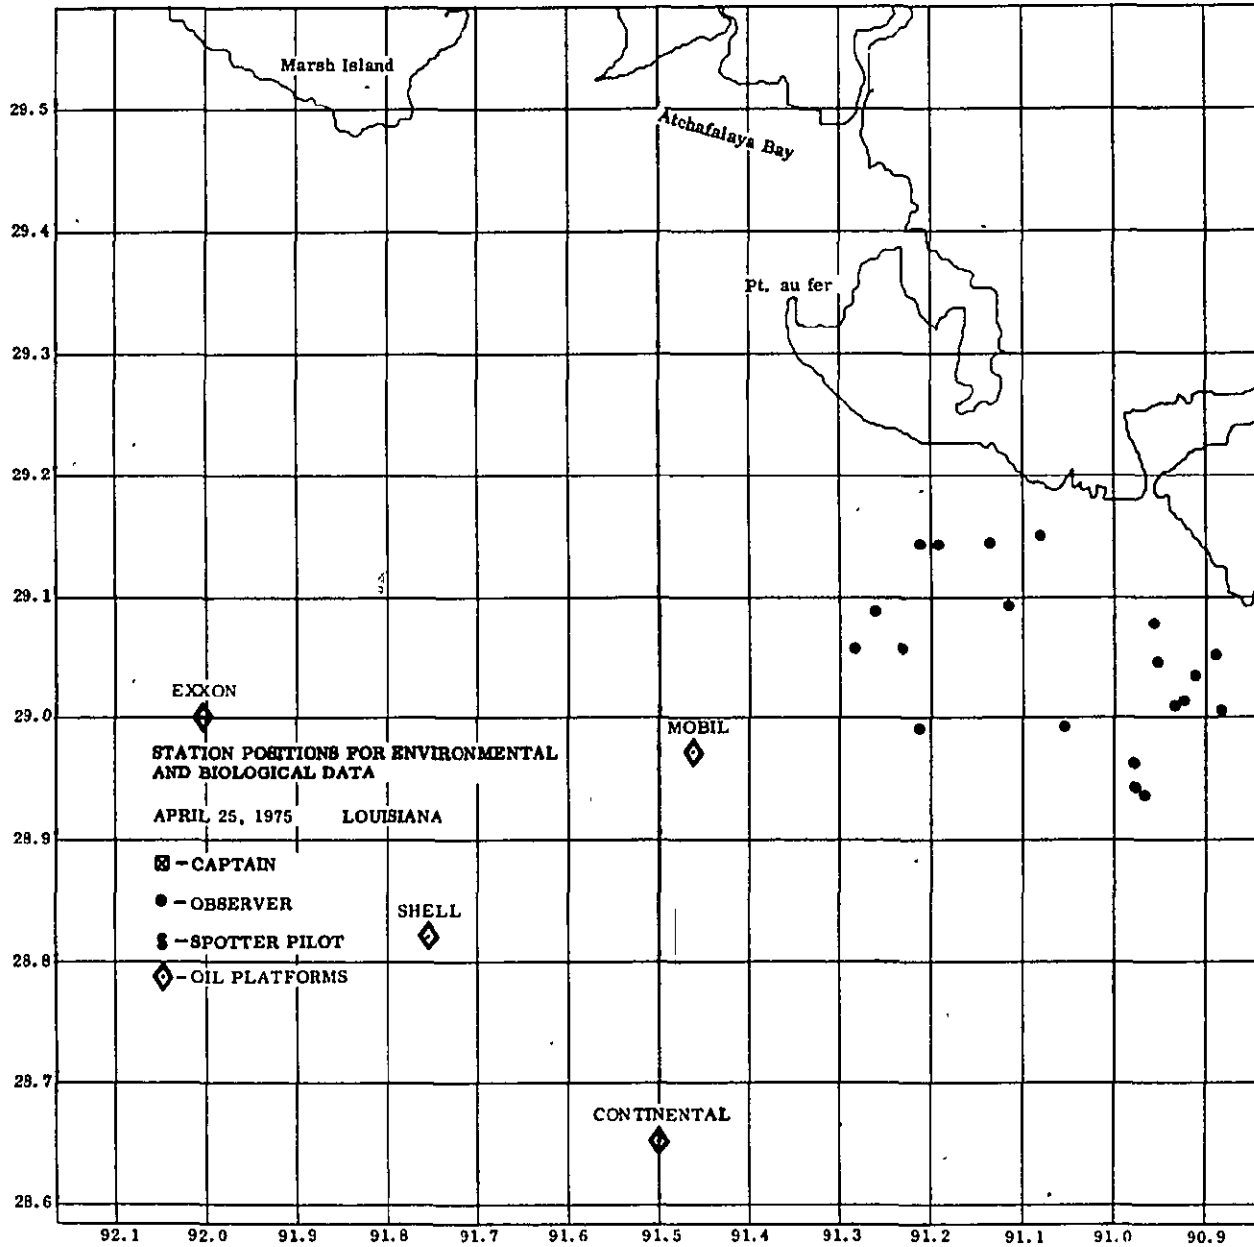 Marsh Island
29.5
Atchafalaya Bay
29.4
Pt. au fer
29.3
29.2
29.1
EXXON
29.0
MOBIL
STATION POSITIONS FOR ENVIRONMENTAL
AND BIOLOGICAL DATA
APRIL 25, 1975 LOUISIANA
28.9
- CAPTAIN
- OBSERVER
SHELL
S - SPOTTER PILOT
28.8
- OIL PLATFORMS
28.7
CONTINENTAL
28.6
92.1 92.0 91.9 91.8 91.7 91.6 91.5 91.4 91.3 91.2 91.1 91.0 90.9